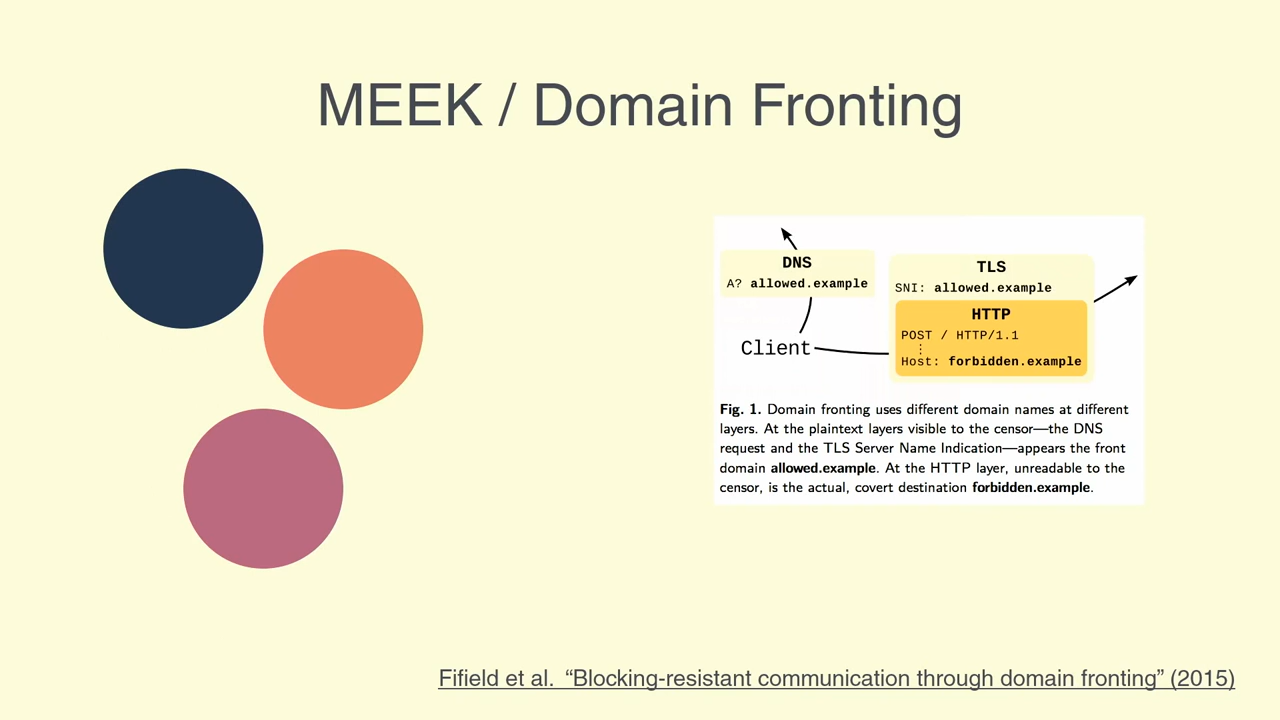 MEEK / Domain Fronting
DNS
A? allowed.example
TLS
SNI: allowed.example
HTTP
POST / HTTP/1.1
Host: forbidden.example
Client
Fig. 1. Domain fronting uses different domain names at different
layers. At the plaintext layers visible to the censor—the DNS
request and the TLS Server Name Indication—appears the front
domain allowed.example. At the HTTP layer, unreadable to the
censor, is the actual, covert destination forbidden.example.
Fifield et al. “Blocking-resistant communication through domain fronting” (2015)